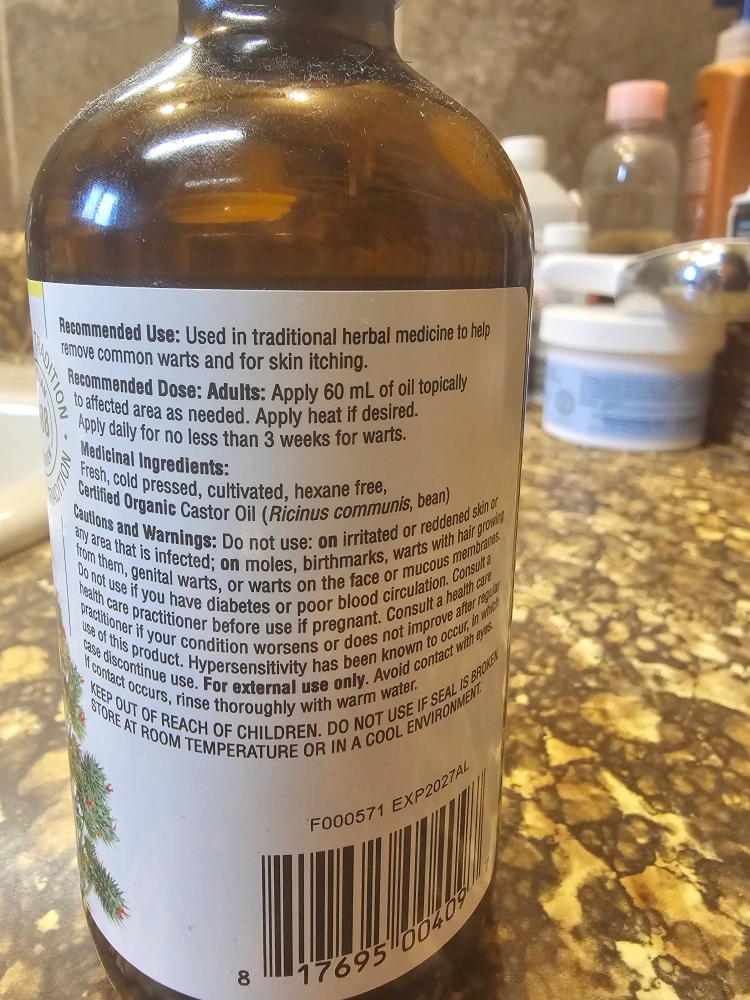 TRADITION
Recommended Use: Used in traditional herbal medicine to help
remove common warts and for skin itching.
Recommended Dose: Adults: Apply 60 mL of oil topically
to affected area as needed. Apply heat if desired.
Apply daily for no less than 3 weeks for warts.
Medicinal Ingredients:
Fresh, cold pressed, cultivated, hexane free,
Certified Organic Castor Oil (Ricinus communis, bean)
Cautions and Warnings: Do not use: on irritated or reddened skin or
any area that is infected; on moles, birthmarks, warts with hair growing
from them, genital warts, or warts on the face or mucous membranes.
Do not use if you have diabetes or poor blood circulation. Consult a
health care practitioner before use if pregnant. Consult a health care
practitioner if your condition worsens or does not improve after regular
use of this product. Hypersensitivity has been known to occur, in which
case discontinue use. For external use only. Avoid contact with eyes.
If contact occurs, rinse thoroughly with warm water.
KEEP OUT OF REACH OF CHILDREN. DO NOT USE IF SEAL IS BROKEN.
STORE AT ROOM TEMPERATURE OR IN A COOL ENVIRONMENT.
F000571 EXP2027AL
8 17695 00409 7